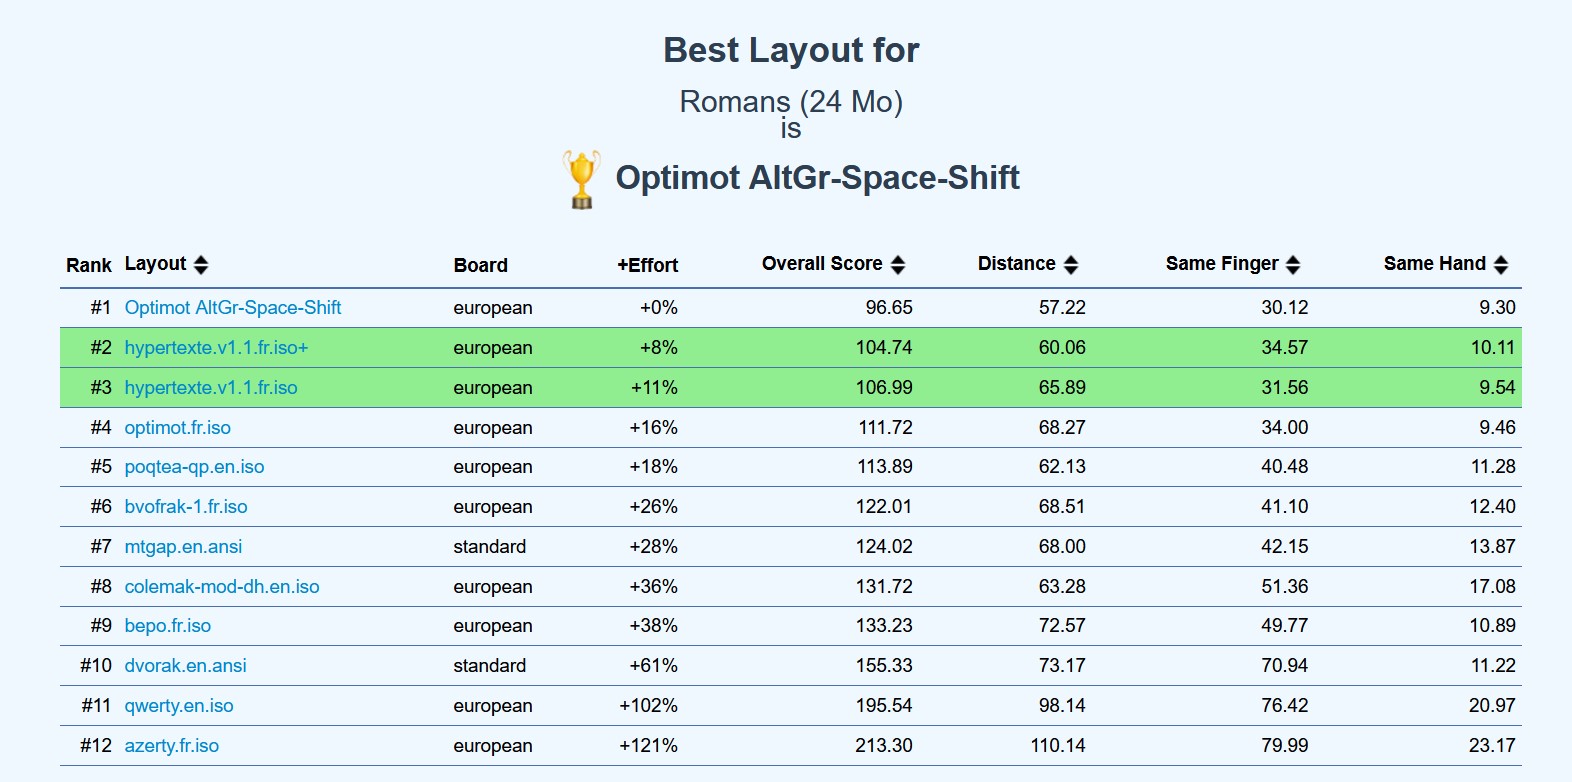 Best Layout for
Romans (24 Mo)
is
Optimot AltGr-Space-Shift
Rank Layout Board +Effort Overall Score Distance Same Finger Same Hand
#1 Optimot AltGr-Space-Shift european +0% 96.65 57.22 30.12 9.30
#2 hypertexte.v1.1.fr.iso+ european +8% 104.74 60.06 34.57 10.11
#3 hypertexte.v1.1.fr.iso european +11% 106.99 65.89 31.56 9.54
#4 optimot.fr.iso european +16% 111.72 68.27 34.00 9.46
#5 poqtea-qp.en.iso european +18% 113.89 62.13 40.48 11.28
#6 bvofrak-1.fr.iso european +26% 122.01 68.51 41.10 12.40
#7 mtgap.en.ansi standard +28% 124.02 68.00 42.15 13.87
#8 colemak-mod-dh.en.iso european +36% 131.72 63.28 51.36 17.08
#9 bepo.fr.iso european +38% 133.23 72.57 49.77 10.89
#10 dvorak.en.ansi standard +61% 155.33 73.17 70.94 11.22
#11 qwerty.en.iso european +102% 195.54 98.14 76.42 20.97
#12 azerty.fr.iso european +121% 213.30 110.14 79.99 23.17